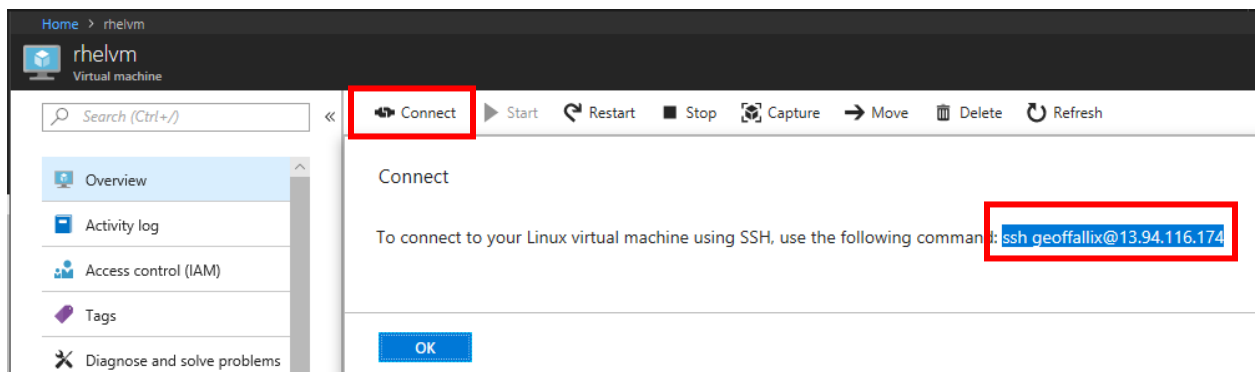 Home > rhelvm
rhelvm
Virtual machine
Search (Ctrl+/)
«
Connect
Start
Restart
Stop
Capture
Move
Delete
Refresh
Overview
Activity log
Access control (IAM)
Tags
Diagnose and solve problems
Connect
To connect to your Linux virtual machine using SSH, use the following command: ssh geoffallix@13.94.116.174
OK